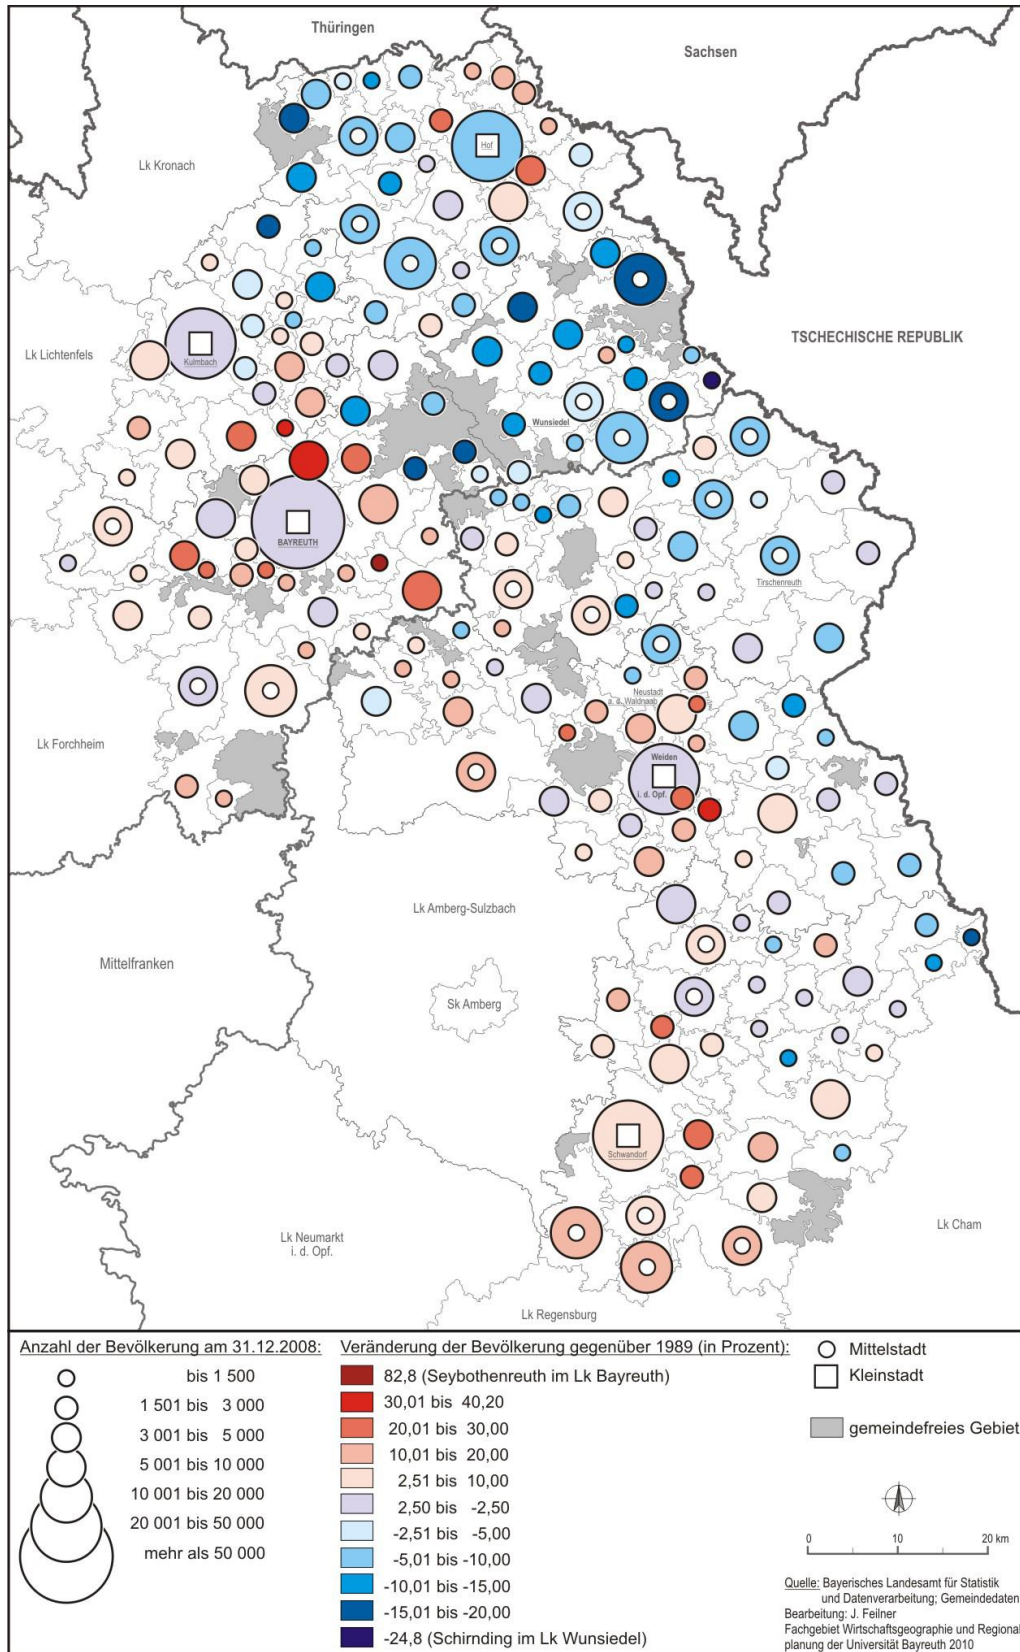 Thüringen
Sachsen
Hof
Lk Kronach
TSCHECHISCHE REPUBLIK
Lk Lichtenfels
Kulmbach
Wunsiedel
BAYREUTH
Tirschenreuth
Neustadt
a. d. Waldnaab
Lk Forchheim
Weiden
i. d. Opf.
Lk Amberg-Sulzbach
Mittelfranken
Sk Amberg
Schwandorf
Lk Cham
Lk Neumarkt
i. d. Opf.
Lk Regensburg
Anzahl der Bevölkerung am 31.12.2008:
bis 1 500
1 501 bis 3 000
3 001 bis 5 000
5 001 bis 10 000
10 001 bis 20 000
20 001 bis 50 000
mehr als 50 000
Veränderung der Bevölkerung gegenüber 1989 (in Prozent):
82,8 (Seybothenreuth im Lk Bayreuth)
30,01 bis 40,20
20,01 bis 30,00
10,01 bis 20,00
2,51 bis 10,00
2,50 bis -2,50
-2,51 bis -5,00
-5,01 bis -10,00
-10,01 bis -15,00
-15,01 bis -20,00
-24,8 (Schirnding im Lk Wunsiedel)
Mittelstadt
Kleinstadt
gemeindefreies Gebiet
0 10 20 km
Quelle: Bayerisches Landesamt für Statistik
und Datenverarbeitung; Gemeindedaten
Bearbeitung: J. Feilner
Fachgebiet Wirtschaftsgeographie und Regional
planung der Universität Bayreuth 2010